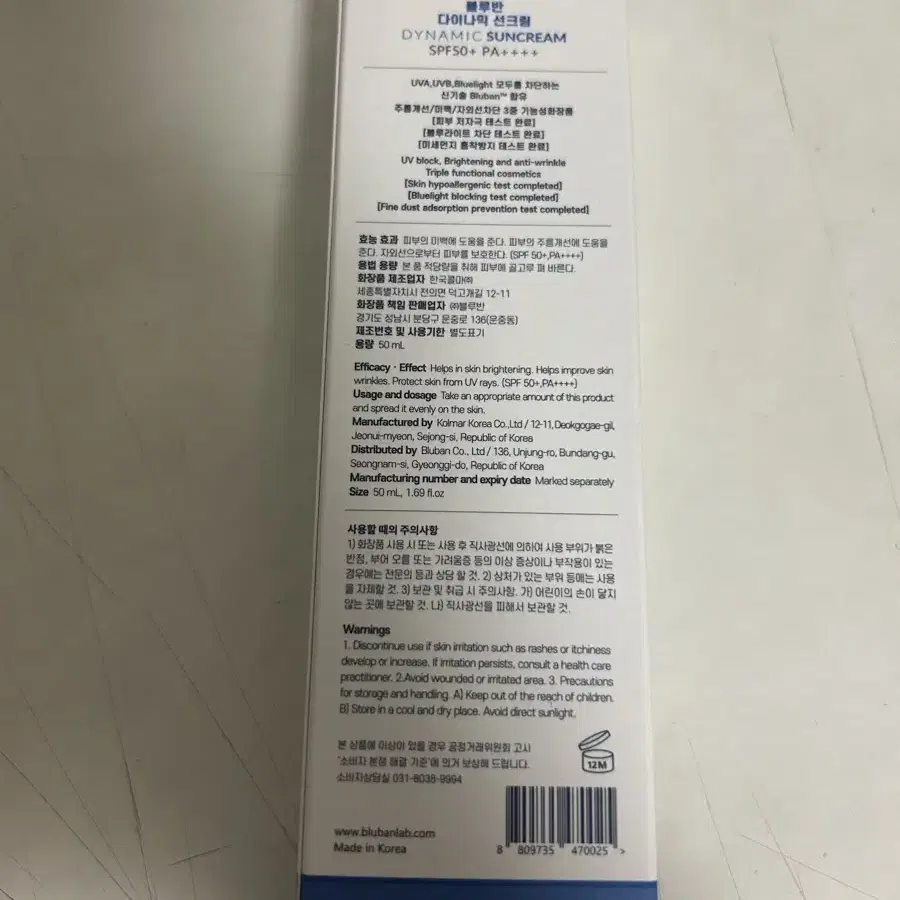 블루반
다이나믹 선크림
DYNAMIC SUNCREAM
SPF50+ PA++++
UVA,UVB,Bluelight 모두를 차단하는
신기술 Bluban™ 함유
주름개선/미백/자외선차단 3중 기능성화장품
[피부 저자극 테스트 완료]
[블루라이트 차단 테스트 완료]
[미세먼지 흡착방지 테스트 완료]
UV block, Brightening and anti-wrinkle
Triple functional cosmetics
[Skin hypoallergenic test completed]
[Bluelight blocking test completed]
[Fine dust adsorption prevention test completed]
효능 효과 피부의 미백에 도움을 준다. 피부의 주름개선에 도움을
준다. 자외선으로부터 피부를 보호한다. (SPF 50+,PA++++)
용법 용량 본 품 적당량을 취해 피부에 골고루 펴 바른다.
화장품 제조업자 한국콜마㈜
세종특별자치시 전의면 덕고개길 12-11
화장품 책임 판매업자 ㈜블루반
경기도 성남시 분당구 운중로 136(운중동)
제조번호 및 사용기한 별도표기
용량 50 mL
Efficacy · Effect Helps in skin brightening. Helps improve skin
wrinkles. Protect skin from UV rays. (SPF 50+,PA++++)
Usage and dosage Take an appropriate amount of this product
and spread it evenly on the skin.
Manufactured by Kolmar Korea Co.,Ltd / 12-11,Deokgogae-gil,
Jeonui-myeon, Sejong-si, Republic of Korea
Distributed by Bluban Co., Ltd / 136, Unjung-ro, Bundang-gu,
Seongnam-si, Gyeonggi-do, Republic of Korea
Manufacturing number and expiry date Marked separately
Size 50 mL, 1.69 fl.oz
사용할 때의 주의사항
1) 화장품 사용 시 또는 사용 후 직사광선에 의하여 사용 부위가 붉은
반점, 부어 오름 또는 가려움증 등의 이상 증상이나 부작용이 있는
경우에는 전문의 등과 상담 할 것. 2) 상처가 있는 부위 등에는 사용
을 자제할 것. 3) 보관 및 취급 시 주의사항. 가) 어린이의 손이 닿지
않는 곳에 보관할 것. 나) 직사광선을 피해서 보관할 것.
Warnings
1. Discontinue use if skin irritation such as rashes or itchiness
develop or increase. If irritation persists, consult a health care
practitioner. 2.Avoid wounded or irritated area. 3. Precautions
for storage and handling. A) Keep out of the reach of children.
B) Store in a cool and dry place. Avoid direct sunlight.
본 상품에 이상이 있을 경우 공정거래위원회 고시
'소비자 분쟁 해결 기준'에 의거 보상해 드립니다.
소비자상담실 031-8038-9994
12M
www.blubanlab.com
Made in Korea
8 809735 470025 >